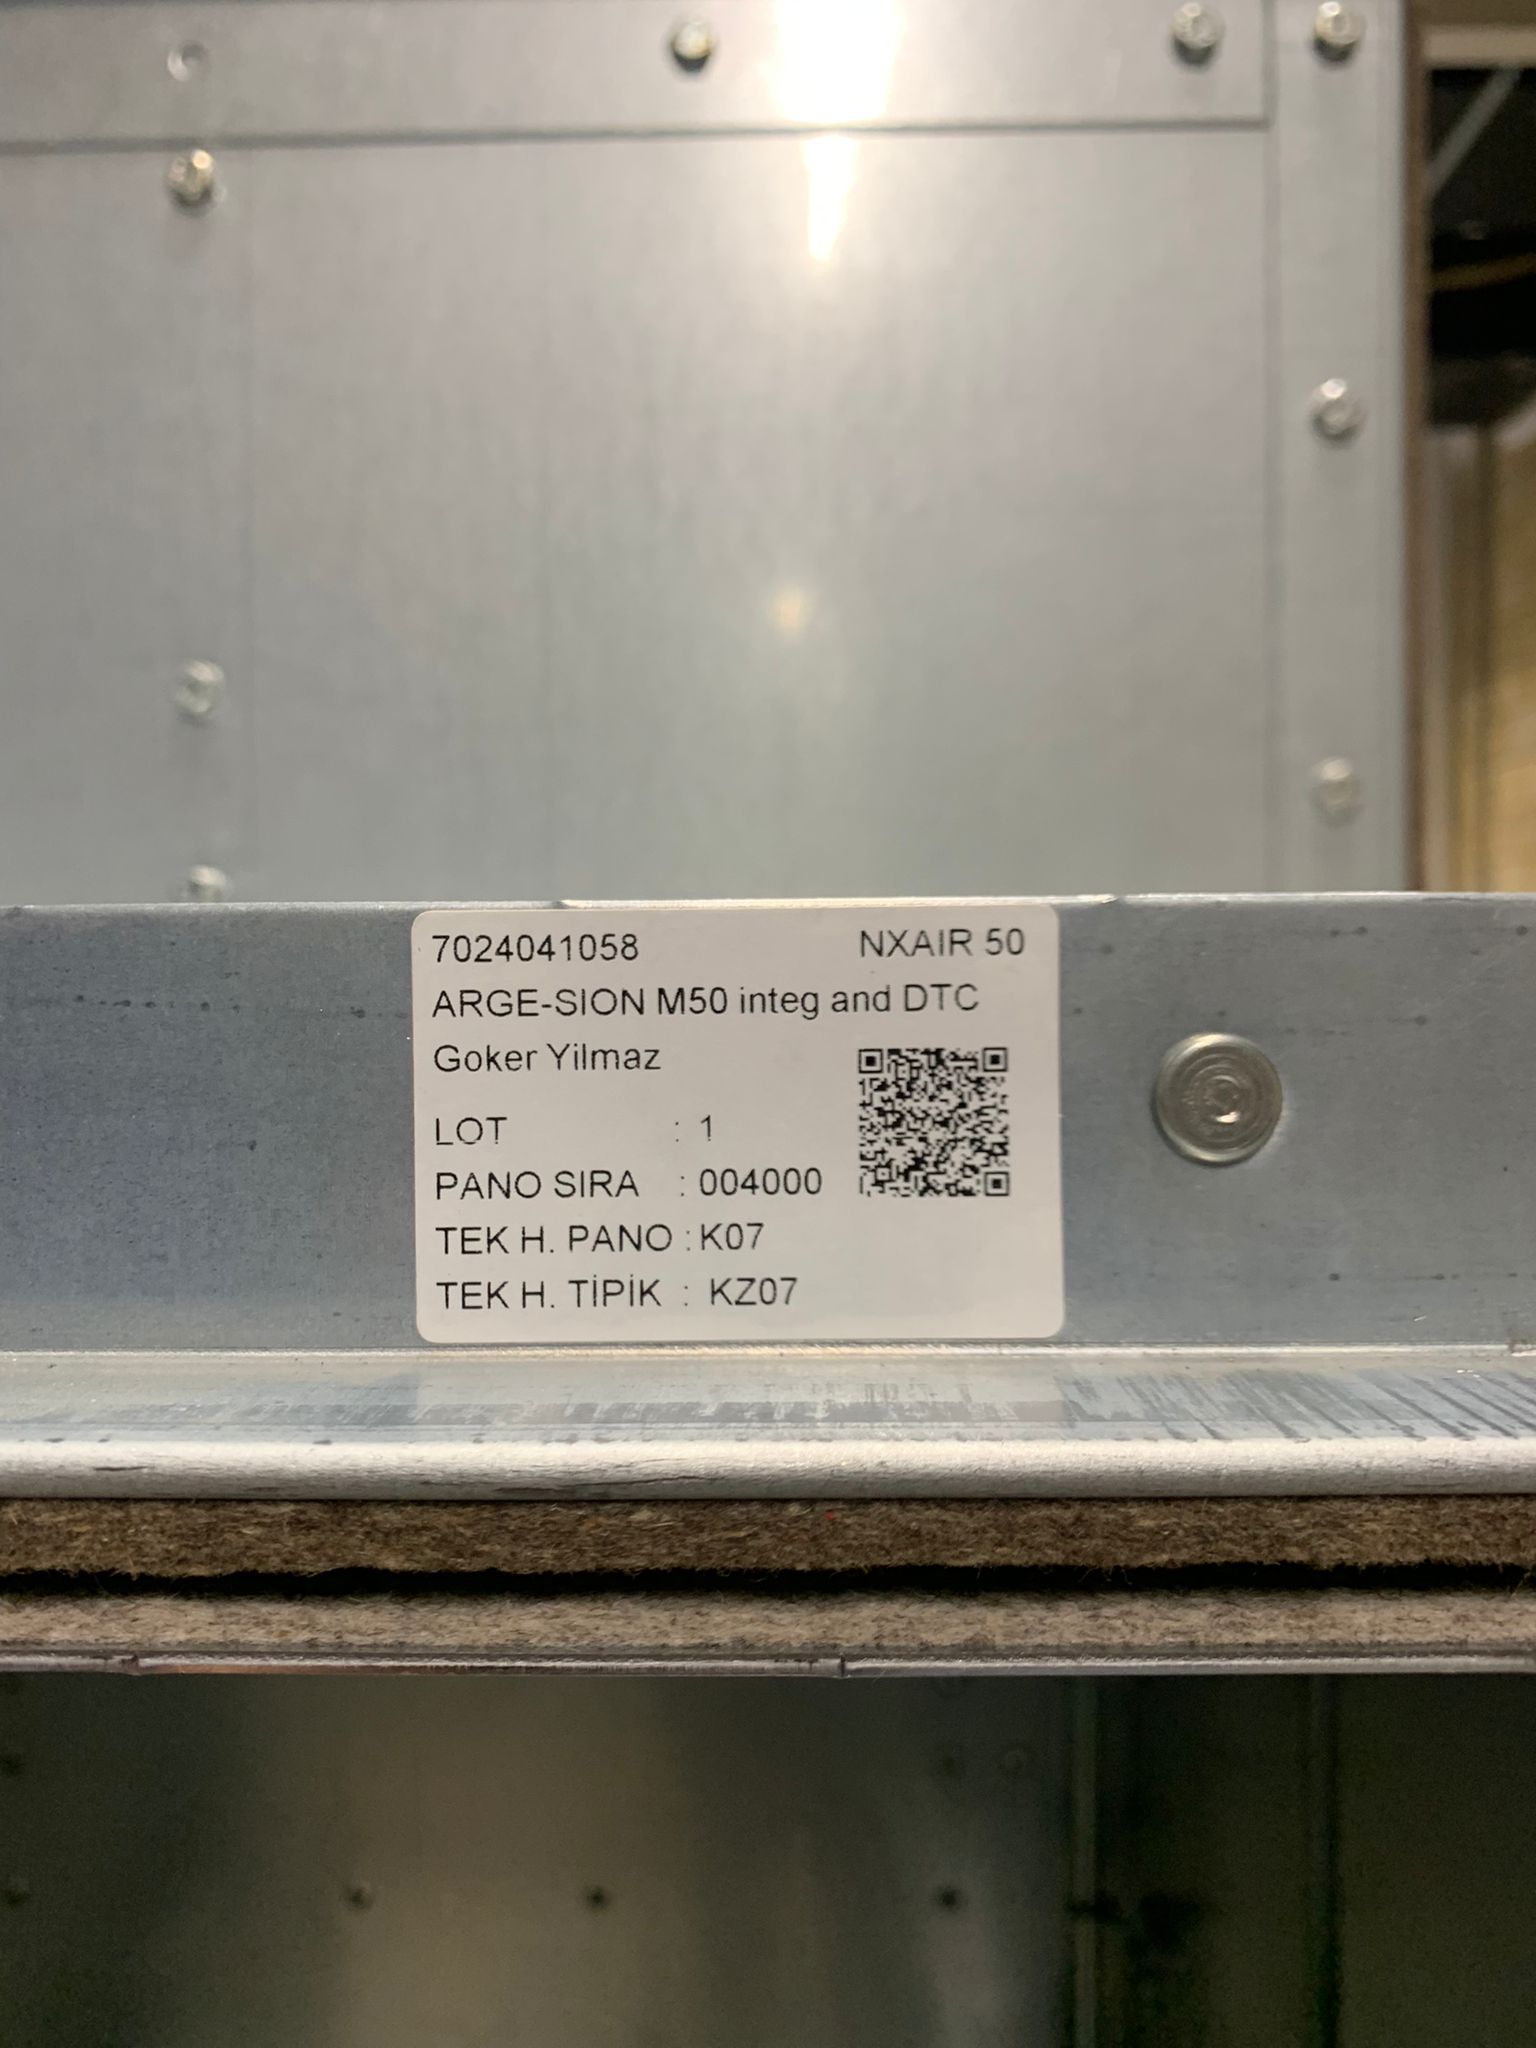 7024041058 NXAIR 50
ARGE-SION M50 integ and DTC
Goker Yilmaz
LOT : 1
PANO SIRA : 004000
TEK H. PANO : K07
TEK H. TİPİK : KZ07